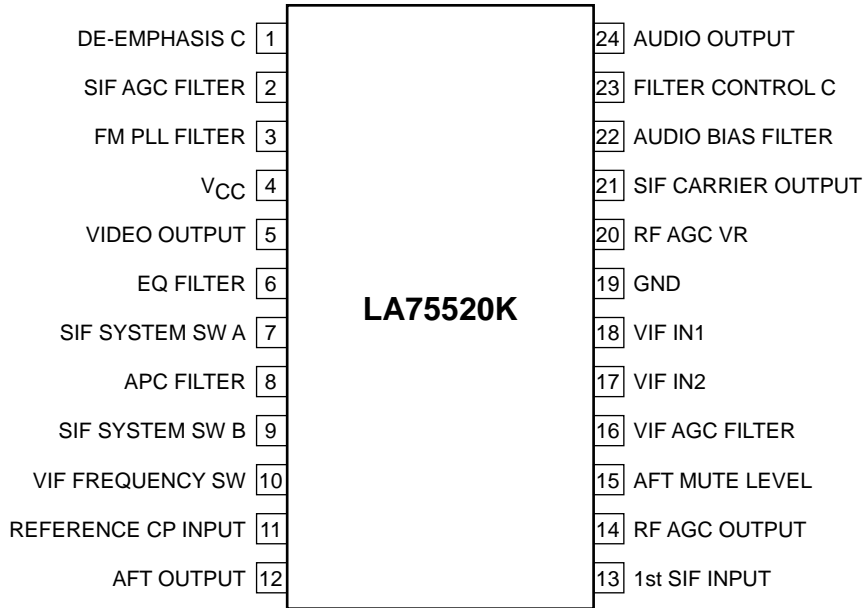 DE-EMPHASIS C 1
SIF AGC FILTER 2
FM PLL FILTER 3
VCC 4
VIDEO OUTPUT 5
EQ FILTER 6
SIF SYSTEM SW A 7
APC FILTER 8
SIF SYSTEM SW B 9
VIF FREQUENCY SW 10
REFERENCE CP INPUT 11
AFT OUTPUT 12
LA75520K
24 AUDIO OUTPUT
23 FILTER CONTROL C
22 AUDIO BIAS FILTER
21 SIF CARRIER OUTPUT
20 RF AGC VR
19 GND
18 VIF IN1
17 VIF IN2
16 VIF AGC FILTER
15 AFT MUTE LEVEL
14 RF AGC OUTPUT
13 1st SIF INPUT